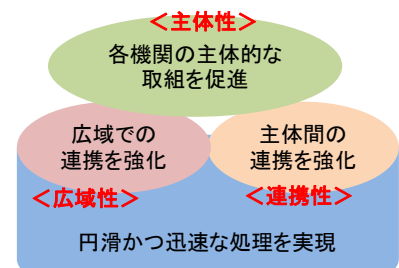 ＜主体性＞
各機関の主体的な
取組を促進
広域での
連携を強化
主体間の
連携を強化
＜広域性＞
＜連携性＞
円滑かつ迅速な処理を実現